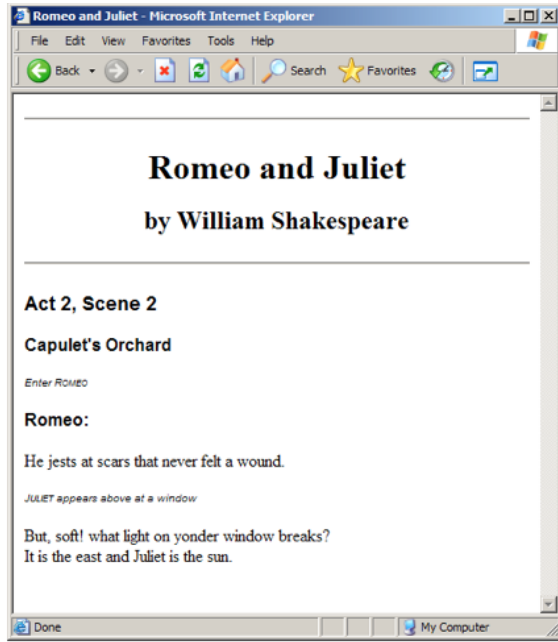 Romeo and Juliet - Microsoft Internet Explorer
File Edit View Favorites Tools Help
Back Search Favorites
Romeo and Juliet
by William Shakespeare
Act 2, Scene 2
Capulet's Orchard
Enter ROMEO
Romeo:
He jests at scars that never felt a wound.
JULIET appears above at a window
But, soft! what light on yonder window breaks?
It is the east and Juliet is the sun.
Done My Computer